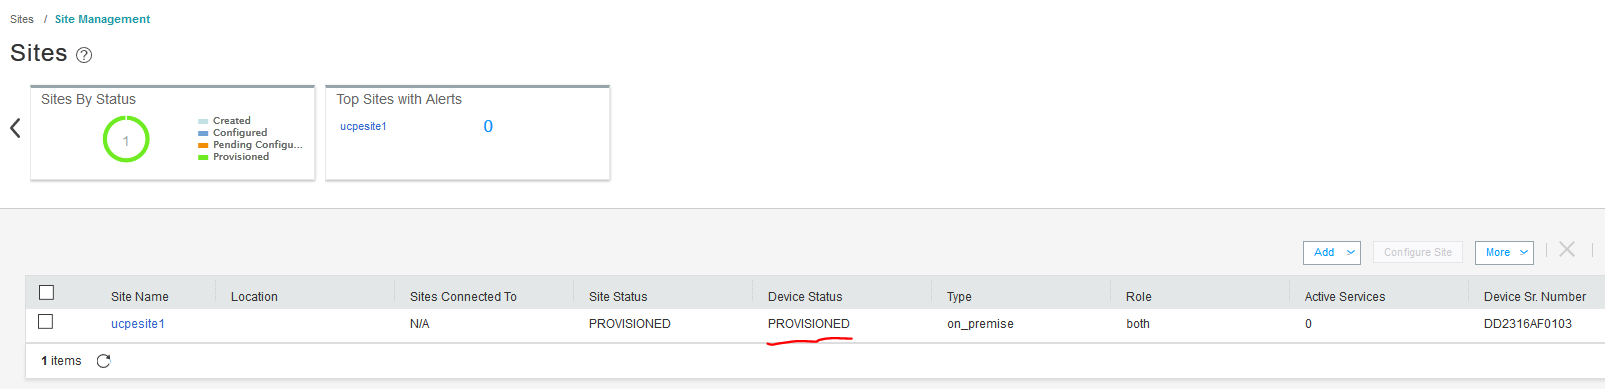 Sites / Site Management
Sites ?
Sites By Status
1
Created
Configured
Pending Configu...
Provisioned
Top Sites with Alerts
ucpesite1 0
Add Configure Site More
Site Name Location Sites Connected To Site Status Device Status Type Role Active Services Device Sr. Number
ucpesite1 N/A PROVISIONED PROVISIONED on_premise both 0 DD2316AF0103
1 items